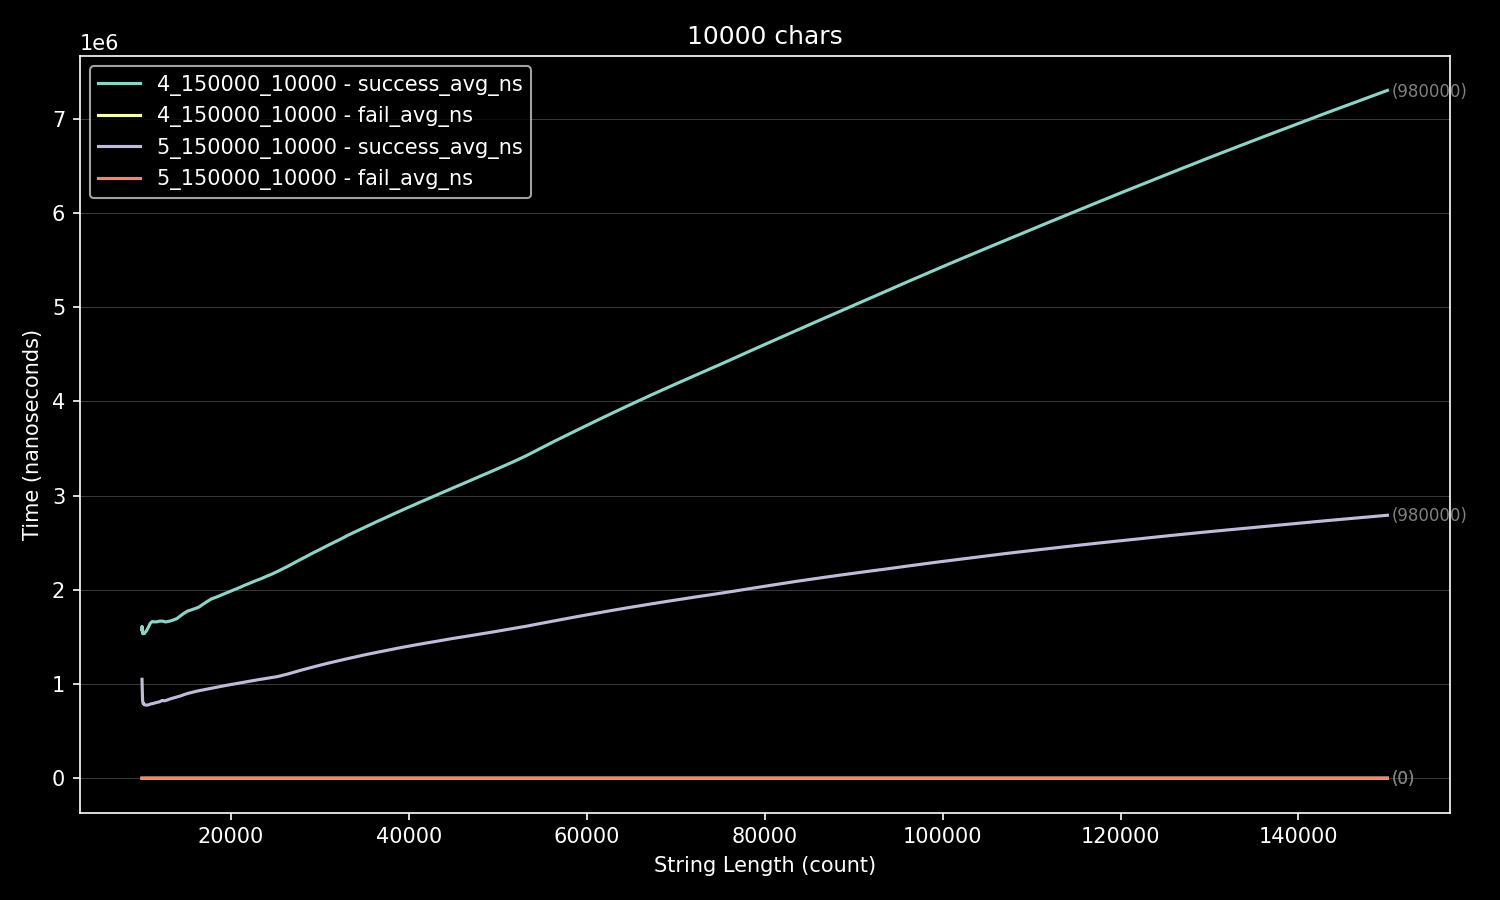 10000 chars
1e6
4_150000_10000 - success_avg_ns
4_150000_10000 - fail_avg_ns
5_150000_10000 - success_avg_ns
5_150000_10000 - fail_avg_ns
(980000)
(980000)
(0)
7
6
5
4
3
2
1
0
Time (nanoseconds)
20000 40000 60000 80000 100000 120000 140000
String Length (count)